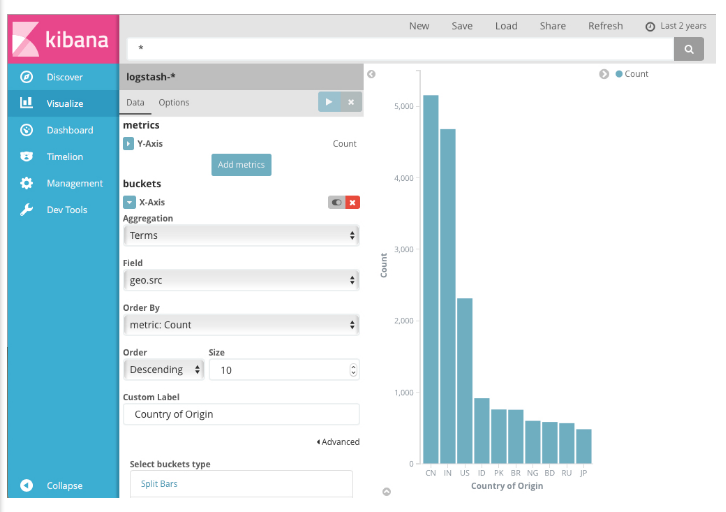 kibana
New Save Load Share Refresh Last 2 years
*
Discover
Visualize
Dashboard
Timelion
Management
Dev Tools
Collapse
logstash-*
Data Options
metrics
Y-Axis Count
Add metrics
buckets
X-Axis
Aggregation
Terms
Field
geo.src
Order By
metric: Count
Order Size
Descending 10
Custom Label
Country of Origin
Advanced
Select buckets type
Split Bars
Count
5,000
4,000
3,000
2,000
1,000
0
Count
CN IN US ID PK BR NG BD RU JP
Country of Origin